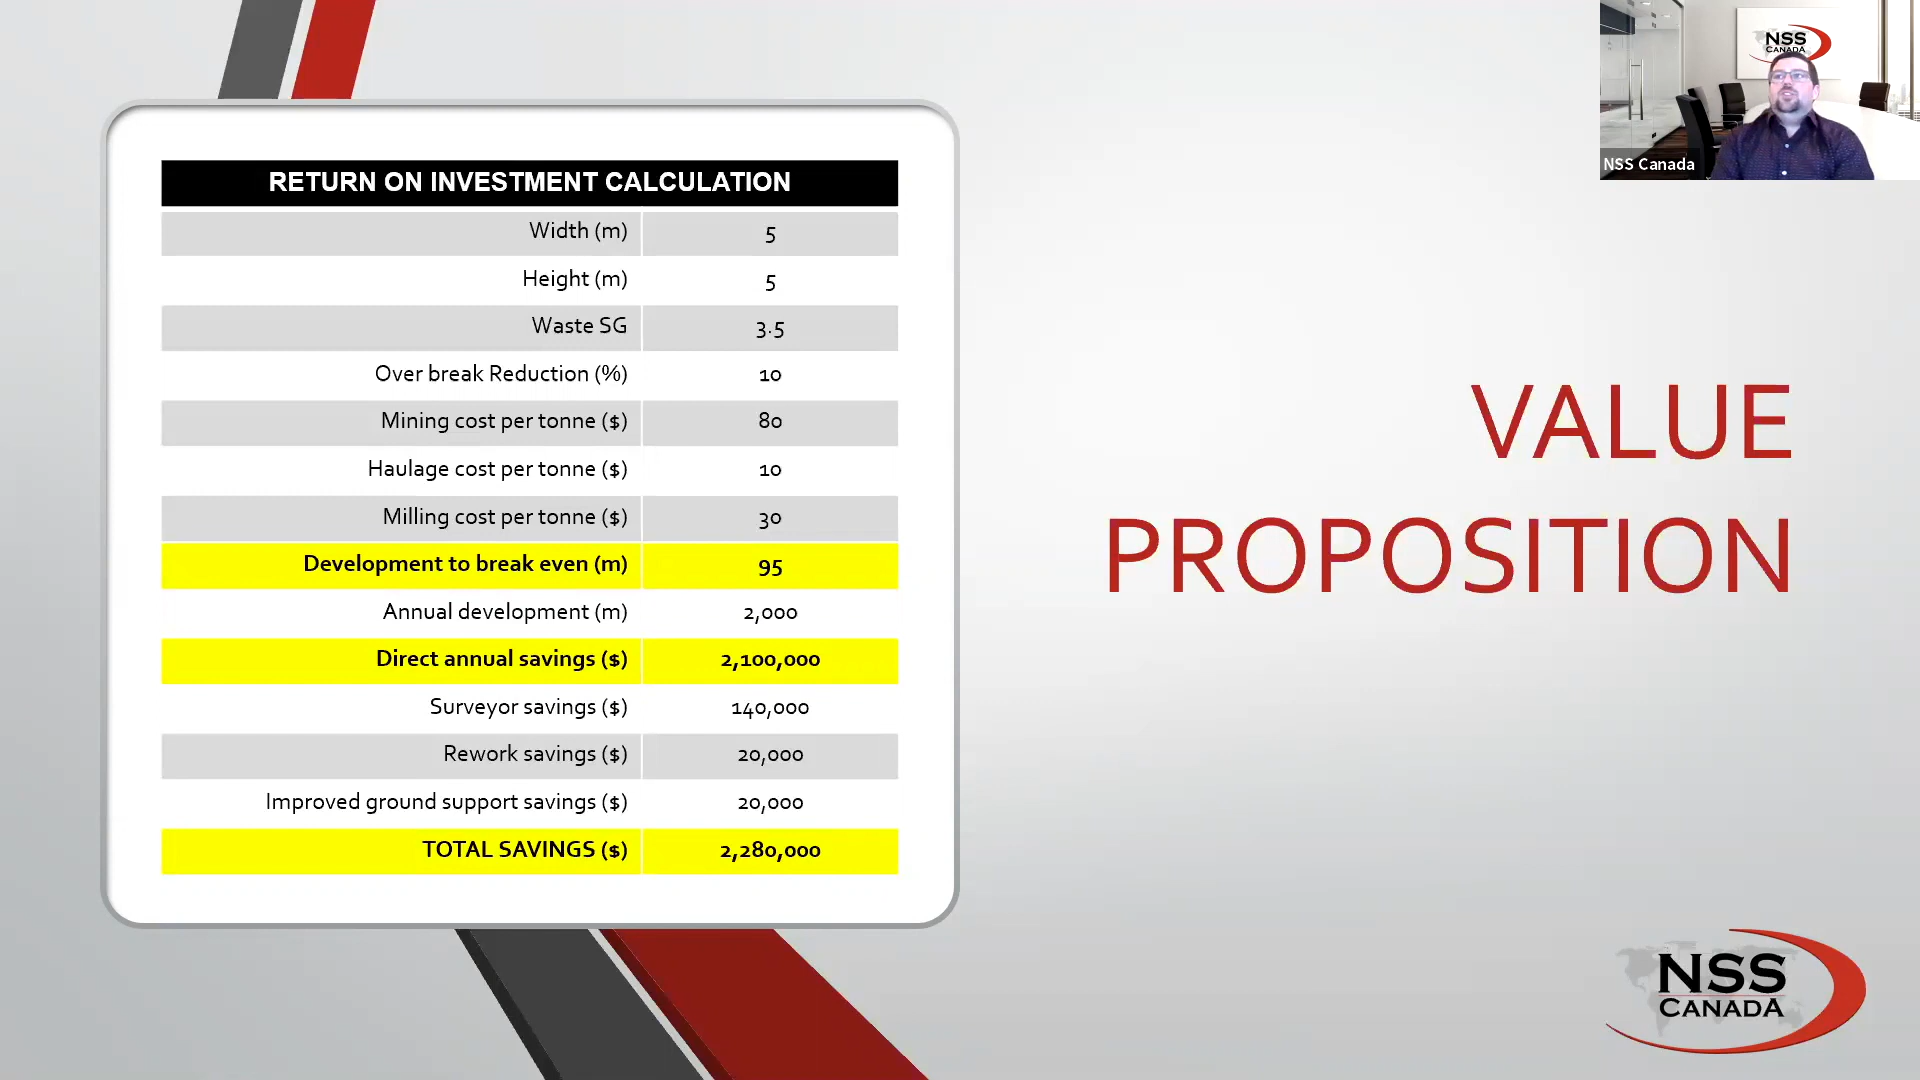 RETURN ON INVESTMENT CALCULATION
Width (m) 5
Height (m) 5
Waste SG 3.5
Over break Reduction (%) 10
Mining cost per tonne ($) 80
Haulage cost per tonne ($) 10
Milling cost per tonne ($) 30
Development to break even (m) 95
Annual development (m) 2,000
Direct annual savings ($) 2,100,000
Surveyor savings ($) 140,000
Rework savings ($) 20,000
Improved ground support savings ($) 20,000
TOTAL SAVINGS ($) 2,280,000
VALUE
PROPOSITION
NSS
CANADA
NSS Canada
NSS
CANADA